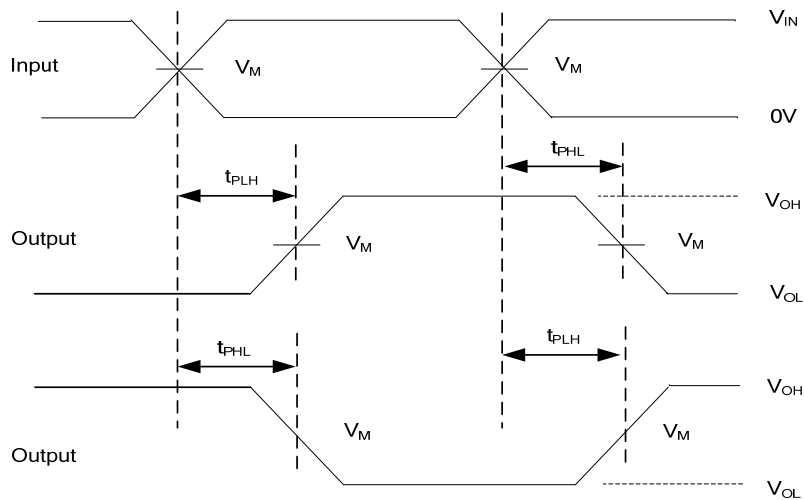 V_IN
Input V_M V_M
0V
t_PHL
t_PLH
V_OH
Output V_M V_M
V_OL
t_PHL t_PLH
V_OH
V_M V_M
Output
V_OL